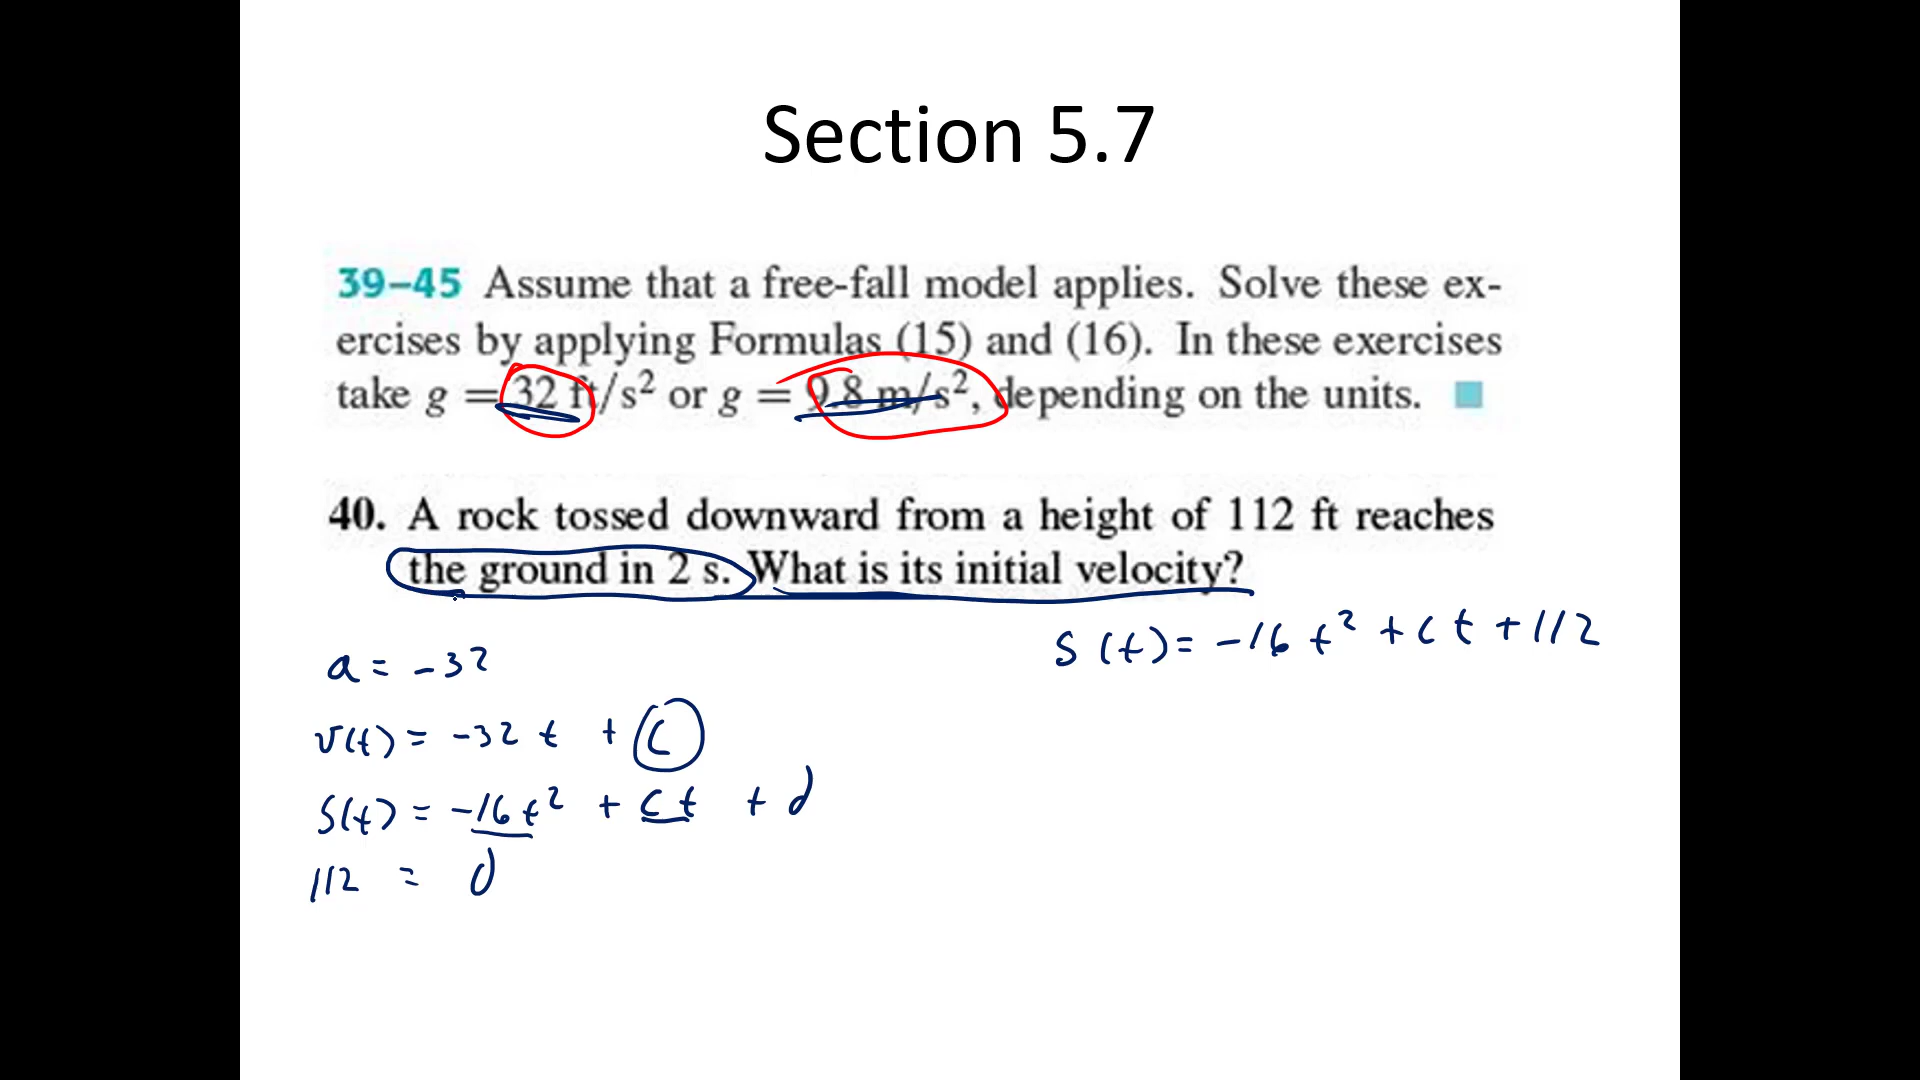 Section 5.7
39–45 Assume that a free-fall model applies. Solve these ex-
ercises by applying Formulas (15) and (16). In these exercises
take g = 32 ft/s² or g = 9.8 m/s², depending on the units.
40. A rock tossed downward from a height of 112 ft reaches
the ground in 2 s. What is its initial velocity?
s(t) = -16t² + ct + 112
a = -32
v(t) = -32t + c
s(t) = -16t² + ct + d
112 = d